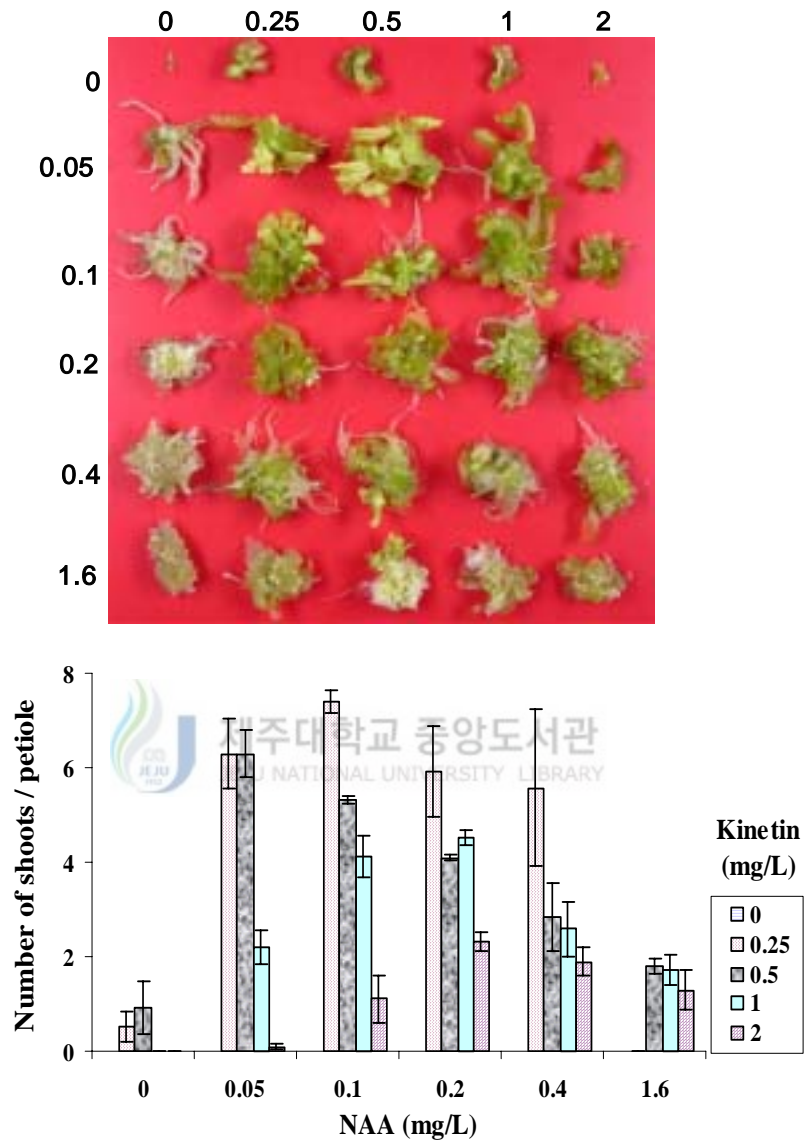 0 0.25 0.5 1 2
0
0.05
0.1
0.2
0.4
1.6
Number of shoots / petiole
8
6
4
2
0
제주대학교 중앙도서관
JEJU NATIONAL UNIVERSITY LIBRARY
JEJU
1952
0 0.05 0.1 0.2 0.4 1.6
NAA (mg/L)
Kinetin
(mg/L)
0
0.25
0.5
1
2